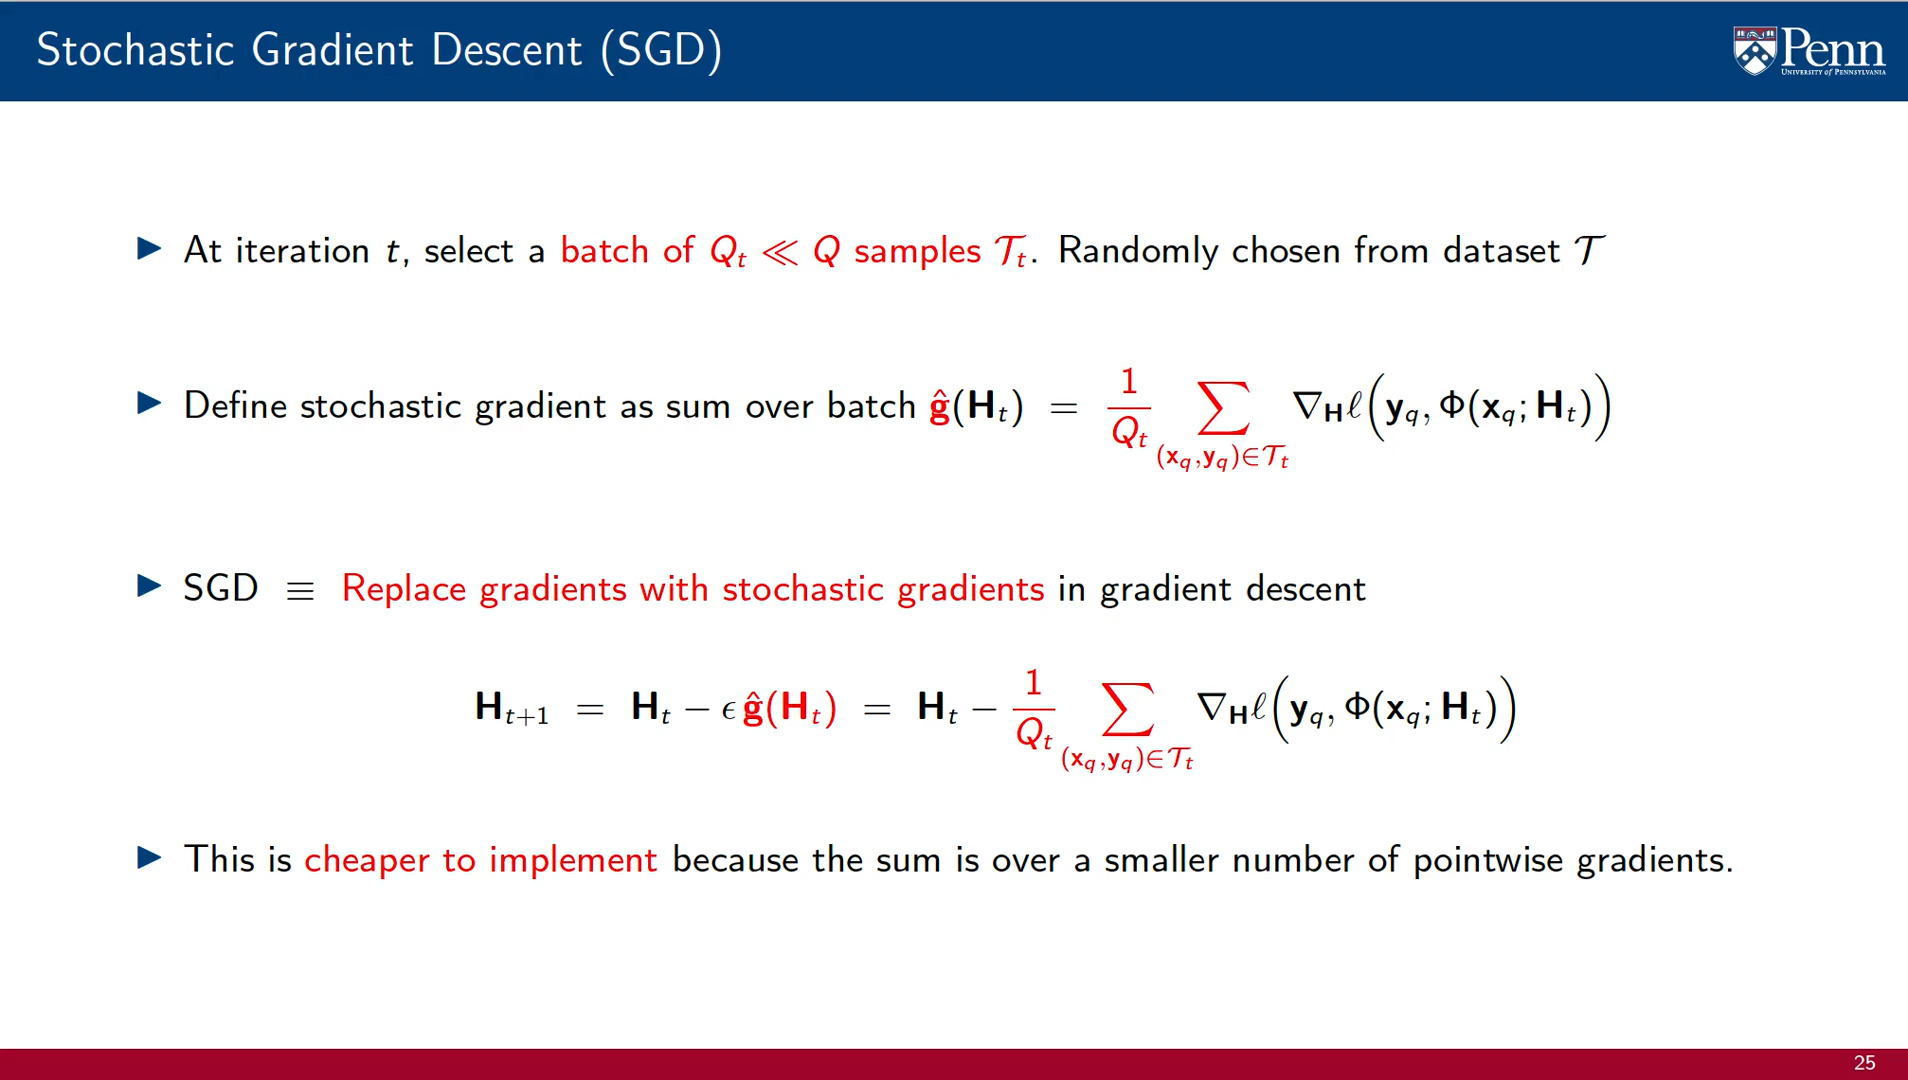 Stochastic Gradient Descent (SGD)
Penn
UNIVERSITY of PENNSYLVANIA
▶ At iteration t, select a batch of Q_t ≪ Q samples 𝒯_t. Randomly chosen from dataset 𝒯
▶ Define stochastic gradient as sum over batch ĝ(H_t) = 1/Q_t ∑_{(x_q,y_q)∈𝒯_t} ∇_H ℓ(y_q, Φ(x_q; H_t))
▶ SGD ≡ Replace gradients with stochastic gradients in gradient descent
H_{t+1} = H_t − ϵ ĝ(H_t) = H_t − 1/Q_t ∑_{(x_q,y_q)∈𝒯_t} ∇_H ℓ(y_q, Φ(x_q; H_t))
▶ This is cheaper to implement because the sum is over a smaller number of pointwise gradients.
25